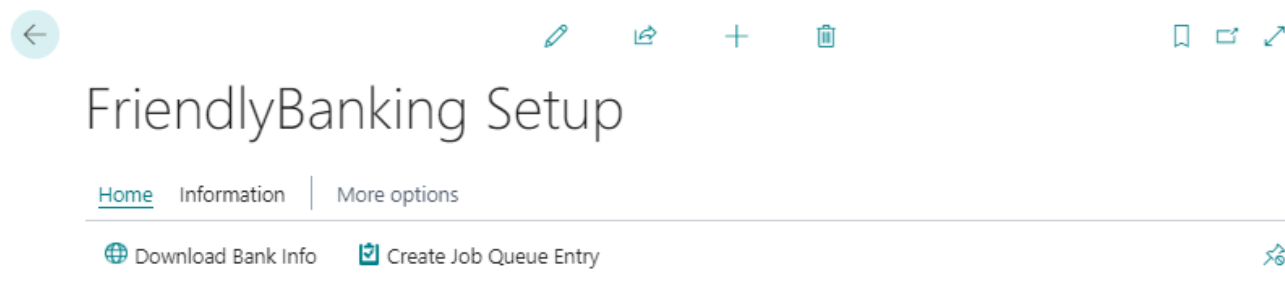 FriendlyBanking Setup
Home Information More options
Download Bank Info Create Job Queue Entry